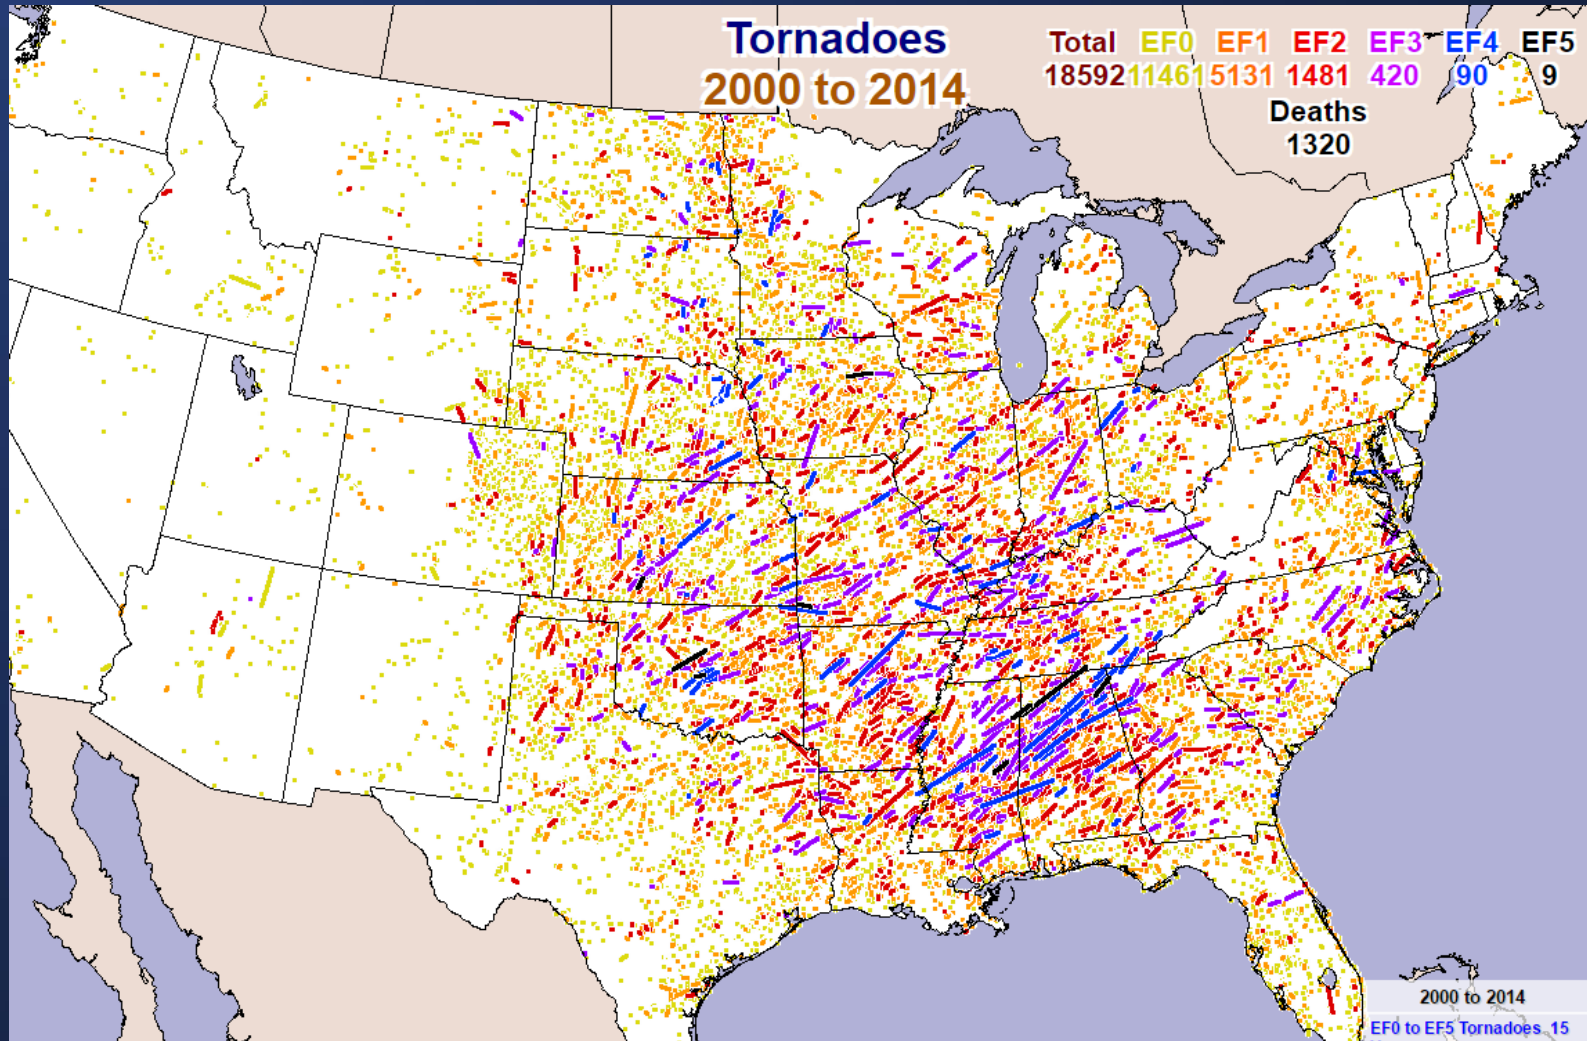 Tornadoes
2000 to 2014
Total EF0 EF1 EF2 EF3 EF4 EF5
18592 11461 5131 1481 420 90 9
Deaths
1320
2000 to 2014
EF0 to EF5 Tornadoes 15